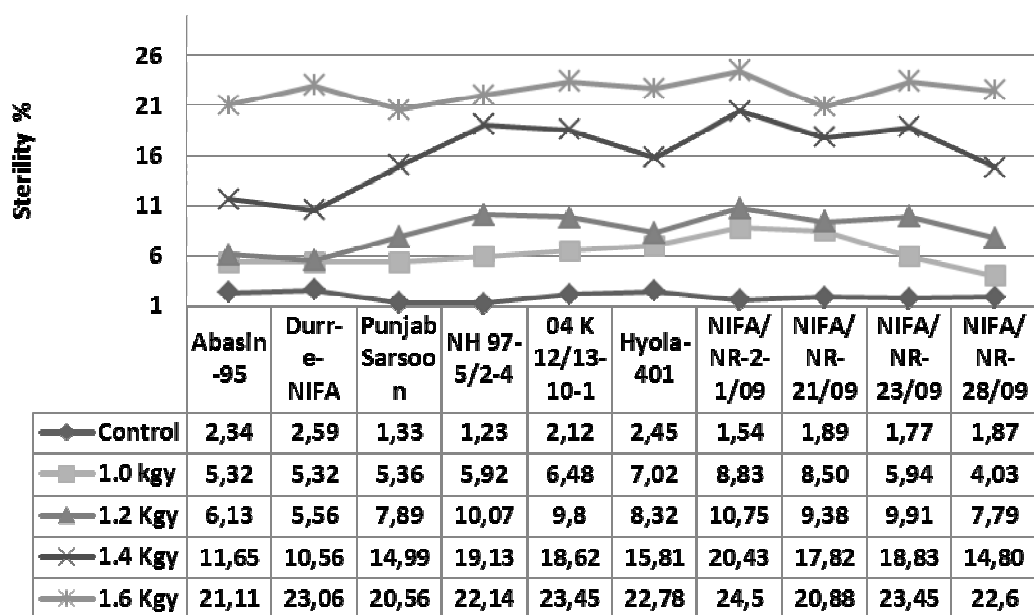 Sterility %
26
21
16
11
6
1
AbasIn
-95
Durr-
e-
NIFA
Punjab
Sarsoo
n
NH 97-
5/2-4
04 K
12/13-
10-1
Hyola-
401
NIFA/
NR-2-
1/09
NIFA/
NR-
21/09
NIFA/
NR-
23/09
NIFA/
NR-
28/09
Control 2,34 2,59 1,33 1,23 2,12 2,45 1,54 1,89 1,77 1,87
1.0 kgy 5,32 5,32 5,36 5,92 6,48 7,02 8,83 8,50 5,94 4,03
1.2 Kgy 6,13 5,56 7,89 10,07 9,8 8,32 10,75 9,38 9,91 7,79
1.4 Kgy 11,65 10,56 14,99 19,13 18,62 15,81 20,43 17,82 18,83 14,80
1.6 Kgy 21,11 23,06 20,56 22,14 23,45 22,78 24,5 20,88 23,45 22,6